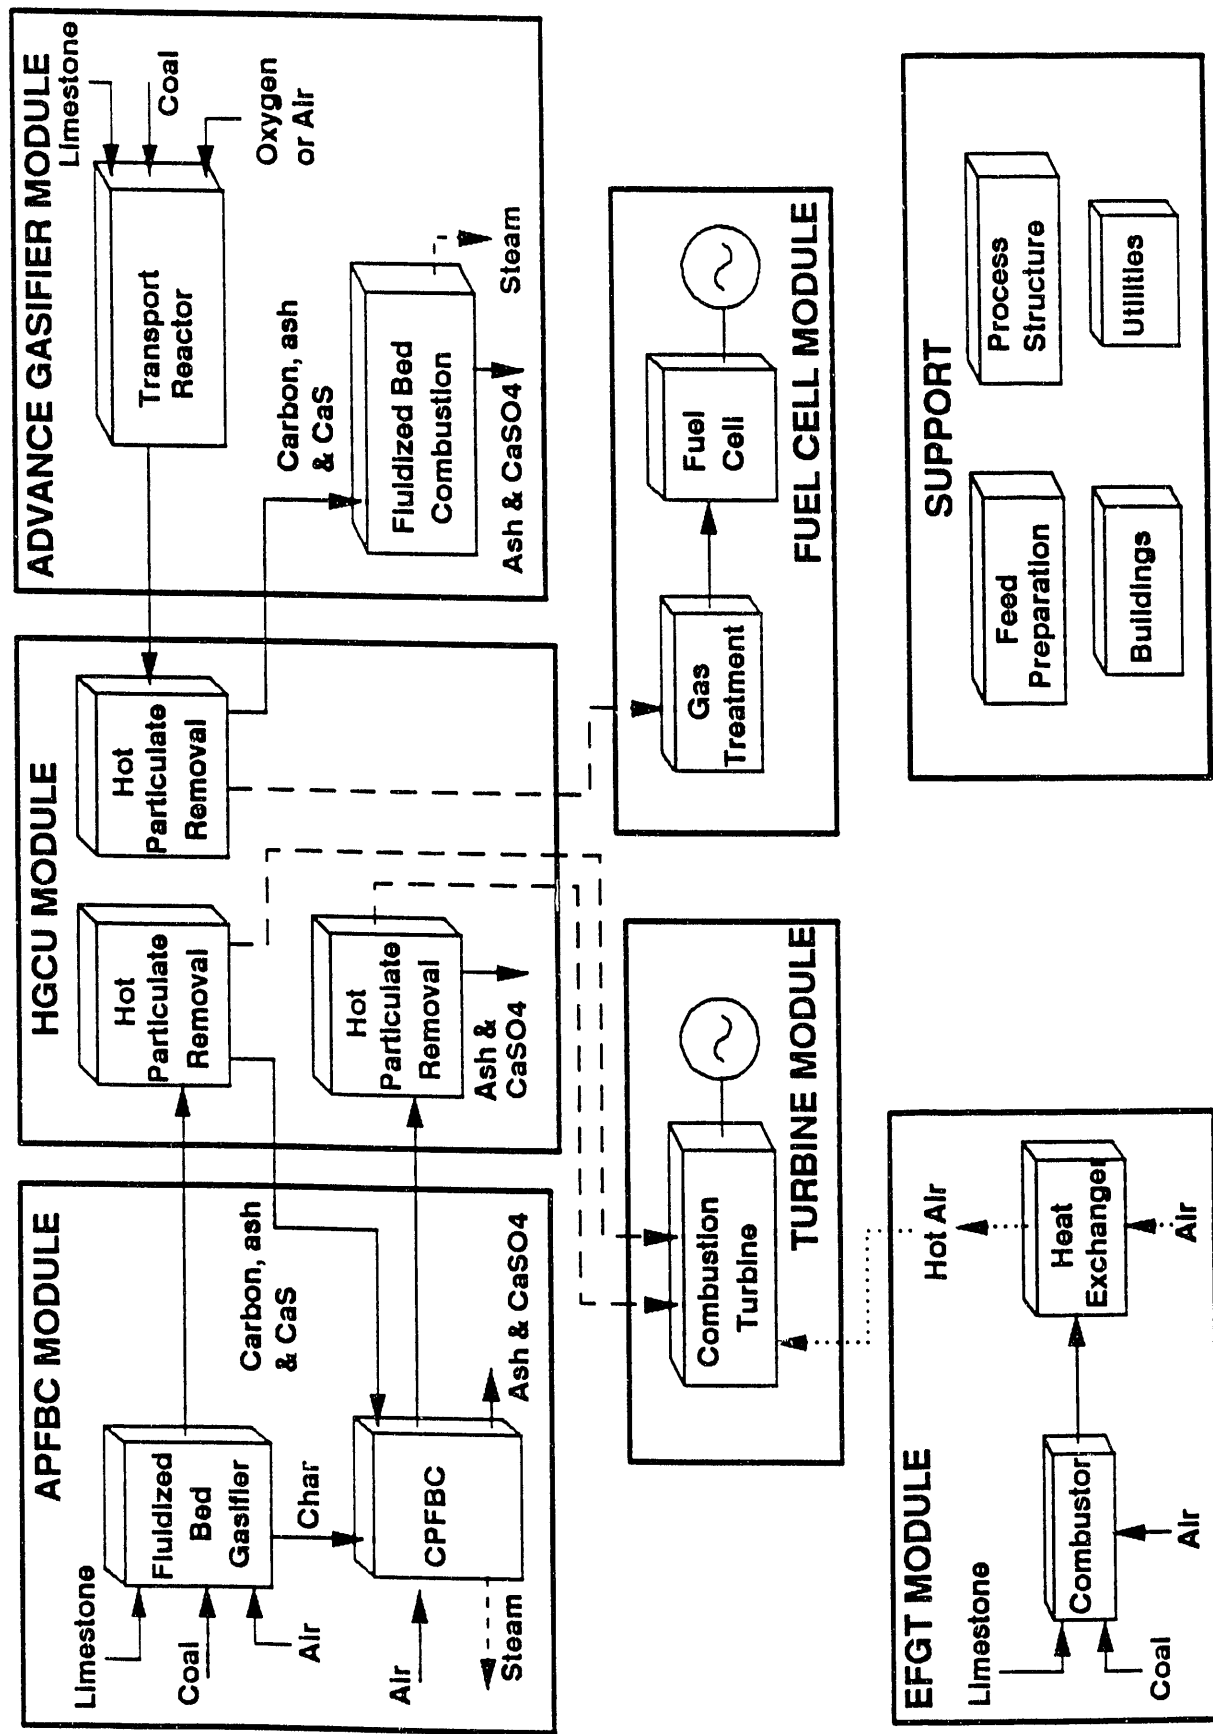 APFBC MODULE
Limestone
Coal
Air
Fluidized
Bed
Gasifier
Char
Carbon, ash
& CaS
Air
CPFBC
Steam
Ash & CaSO4
HGCU MODULE
Hot
Particulate
Removal
Hot
Particulate
Removal
Hot
Particulate
Removal
Ash &
CaSO4
ADVANCE GASIFIER MODULE
Limestone
Coal
Oxygen
or Air
Transport
Reactor
Carbon, ash
& CaS
Fluidized Bed
Combustion
Steam
Ash & CaSO4
Combustion
Turbine
TURBINE MODULE
Gas
Treatment
Fuel
Cell
FUEL CELL MODULE
EFGT MODULE
Limestone
Coal
Combustor
Air
Hot Air
Heat
Exchanger
Air
SUPPORT
Feed
Preparation
Process
Structure
Buildings
Utilities